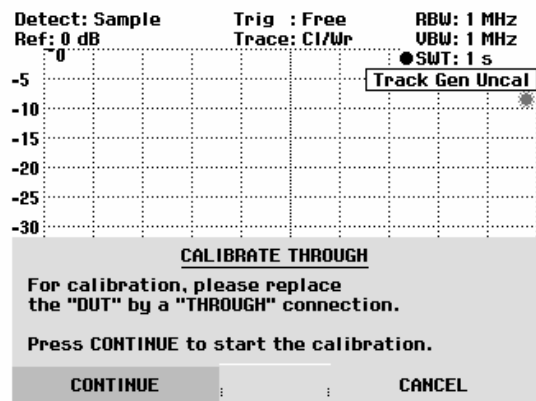 Detect: Sample Trig : Free RBW: 1 MHz
Ref: 0 dB Trace: Cl/Wr VBW: 1 MHz
SWT: 1 s
0
Track Gen Uncal
-5
-10
-15
-20
-25
-30
CALIBRATE THROUGH
For calibration, please replace
the "DUT" by a "THROUGH" connection.
Press CONTINUE to start the calibration.
CONTINUE CANCEL